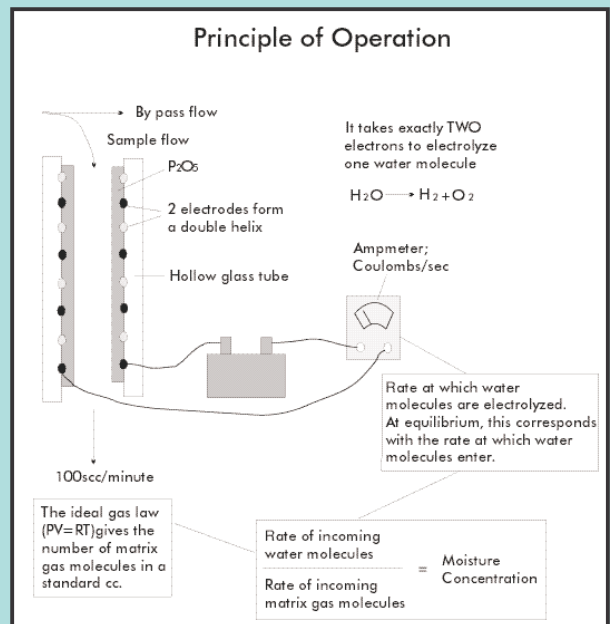 Principle of Operation
By pass flow
Sample flow
P₂O₅
2 electrodes form
a double helix
Hollow glass tube
It takes exactly TWO
electrons to electrolyze
one water molecule
H₂O → H₂+O₂
Ampmeter;
Coulombs/sec
Rate at which water
molecules are electrolyzed.
At equilibrium, this corresponds
with the rate at which water
molecules enter.
100scc/minute
The ideal gas law
(PV=RT)gives the
number of matrix
gas molecules in a
standard cc.
Rate of incoming
water molecules
Rate of incoming
matrix gas molecules
=
Moisture
Concentration